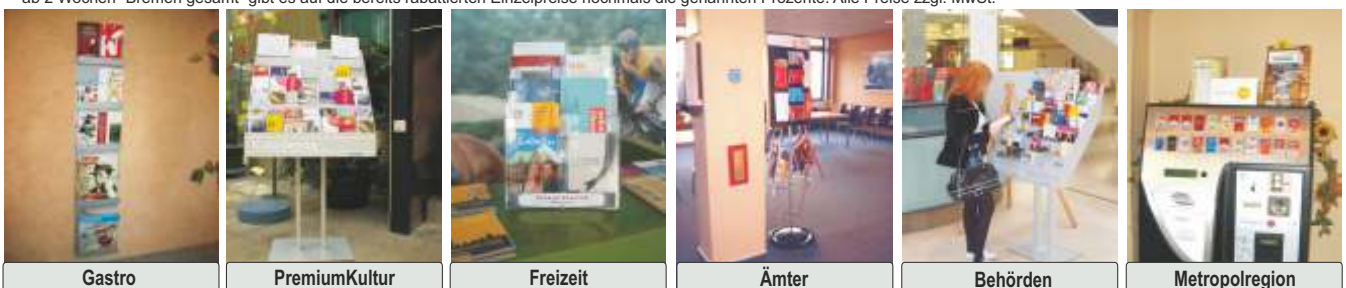 ab 2 Wochen "Bremen gesamt" gibt es auf die bereits rabattierten Einzelpreise nochmals die genannten Prozente. Alle Preise zzgl. MwSt.
Gastro
PremiumKultur
Freizeit
Ämter
Behörden
Metropolregion